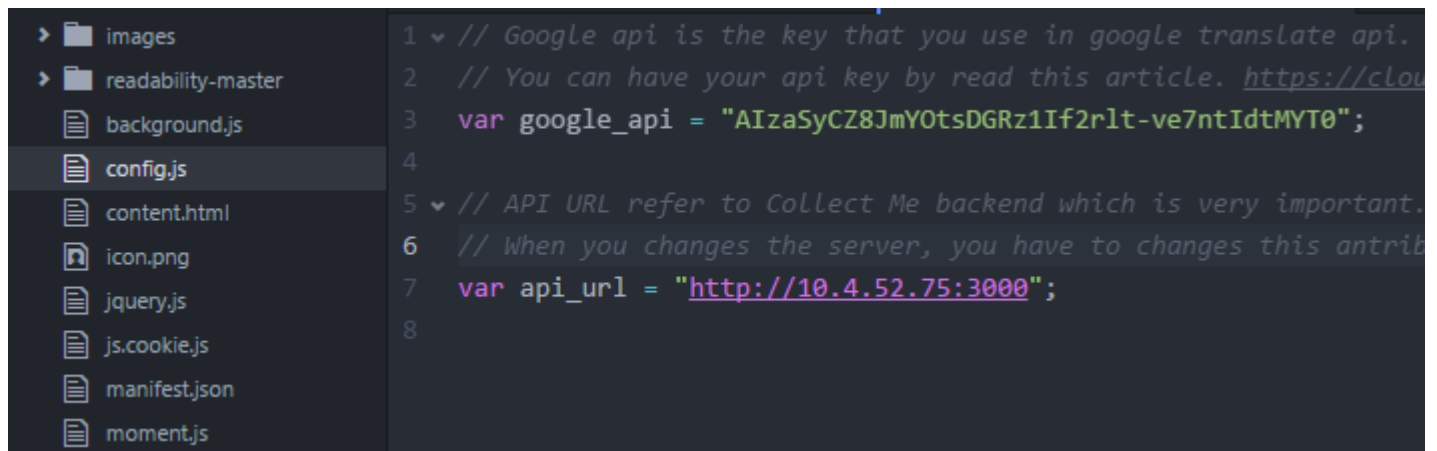 images
readability-master
background.js
config.js
content.html
icon.png
jquery.js
js.cookie.js
manifest.json
moment.js
1 // Google api is the key that you use in google translate api.
2 // You can have your api key by read this article. https://clou
3 var google_api = "AIzaSyCZ8JmYOtsDGRz1If2rlt-ve7ntIdtMYT0";
4
5 // API URL refer to Collect Me backend which is very important.
6 // When you changes the server, you have to changes this antrib
7 var api_url = "http://10.4.52.75:3000";
8